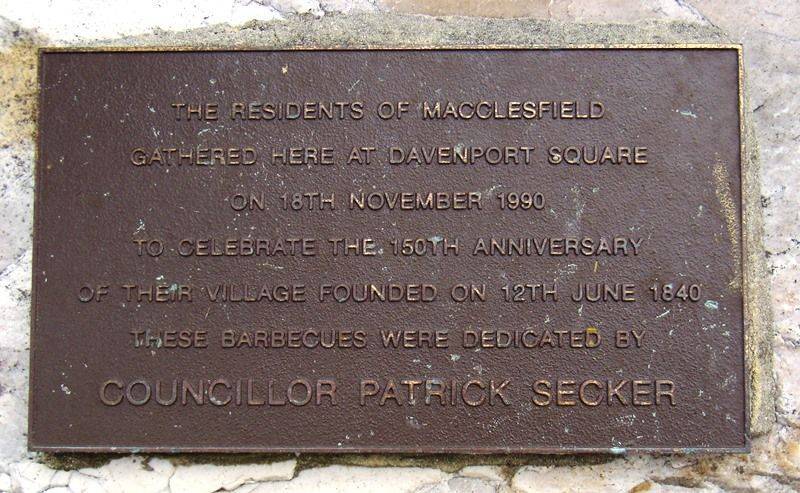 THE RESIDENTS OF MACCLESFIELD
GATHERED HERE AT DAVENPORT SQUARE
ON 18TH NOVEMBER 1990
TO CELEBRATE THE 150TH ANNIVERSARY
OF THEIR VILLAGE FOUNDED ON 12TH JUNE 1840
THESE BARBECUES WERE DEDICATED BY
COUNCILLOR PATRICK SECKER